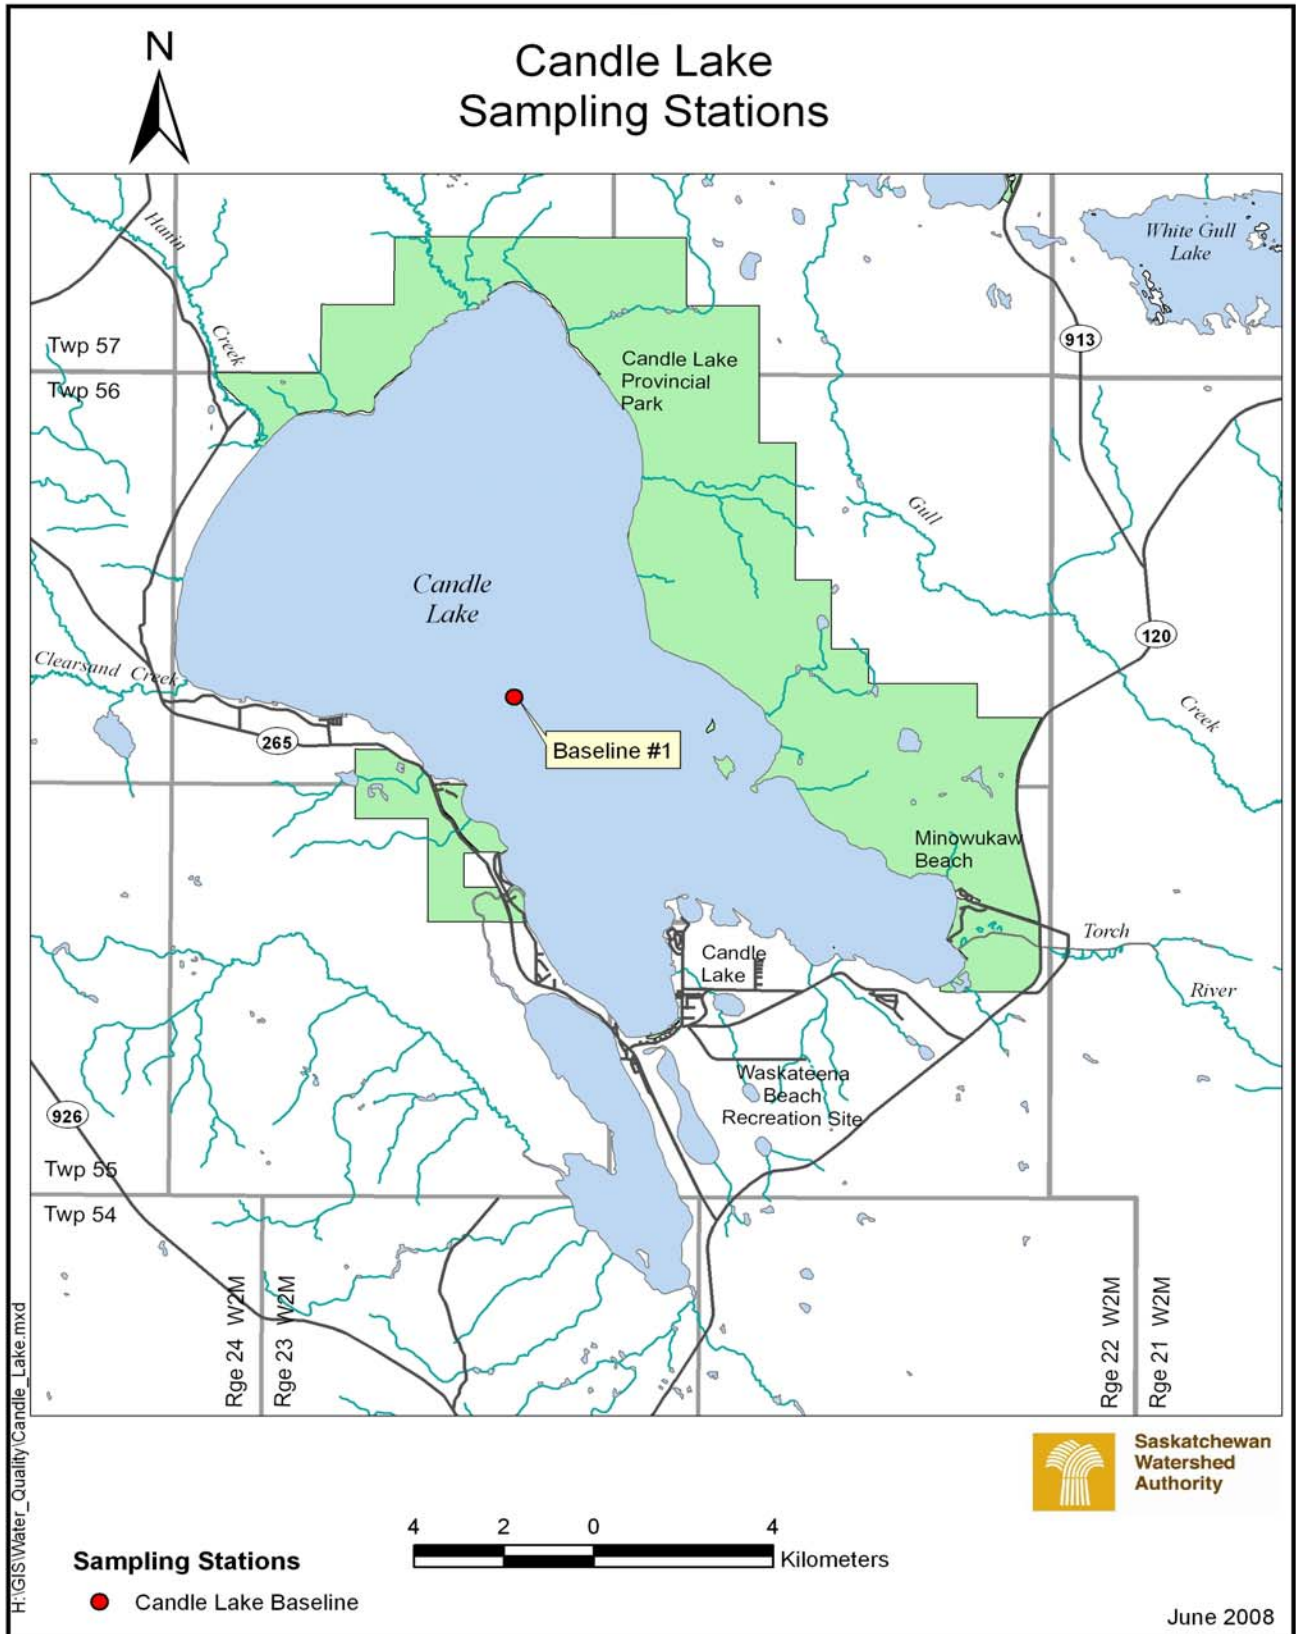 N
Candle Lake
Sampling Stations
Hanin
Creek
White Gull
Lake
913
Twp 57
Twp 56
Candle Lake
Provincial
Park
Gull
Creek
Candle
Lake
120
Clearsand Creek
Baseline #1
265
Minowukaw
Beach
Candle
Lake
Torch
River
Waskateena
Beach
Recreation Site
926
Twp 55
Twp 54
Rge 24 W2M
Rge 23 W2M
Rge 22 W2M
Rge 21 W2M
H:\GIS\Water_Quality\Candle_Lake.mxd
Saskatchewan
Watershed
Authority
4 2 0 4
Kilometers
Sampling Stations
Candle Lake Baseline
June 2008